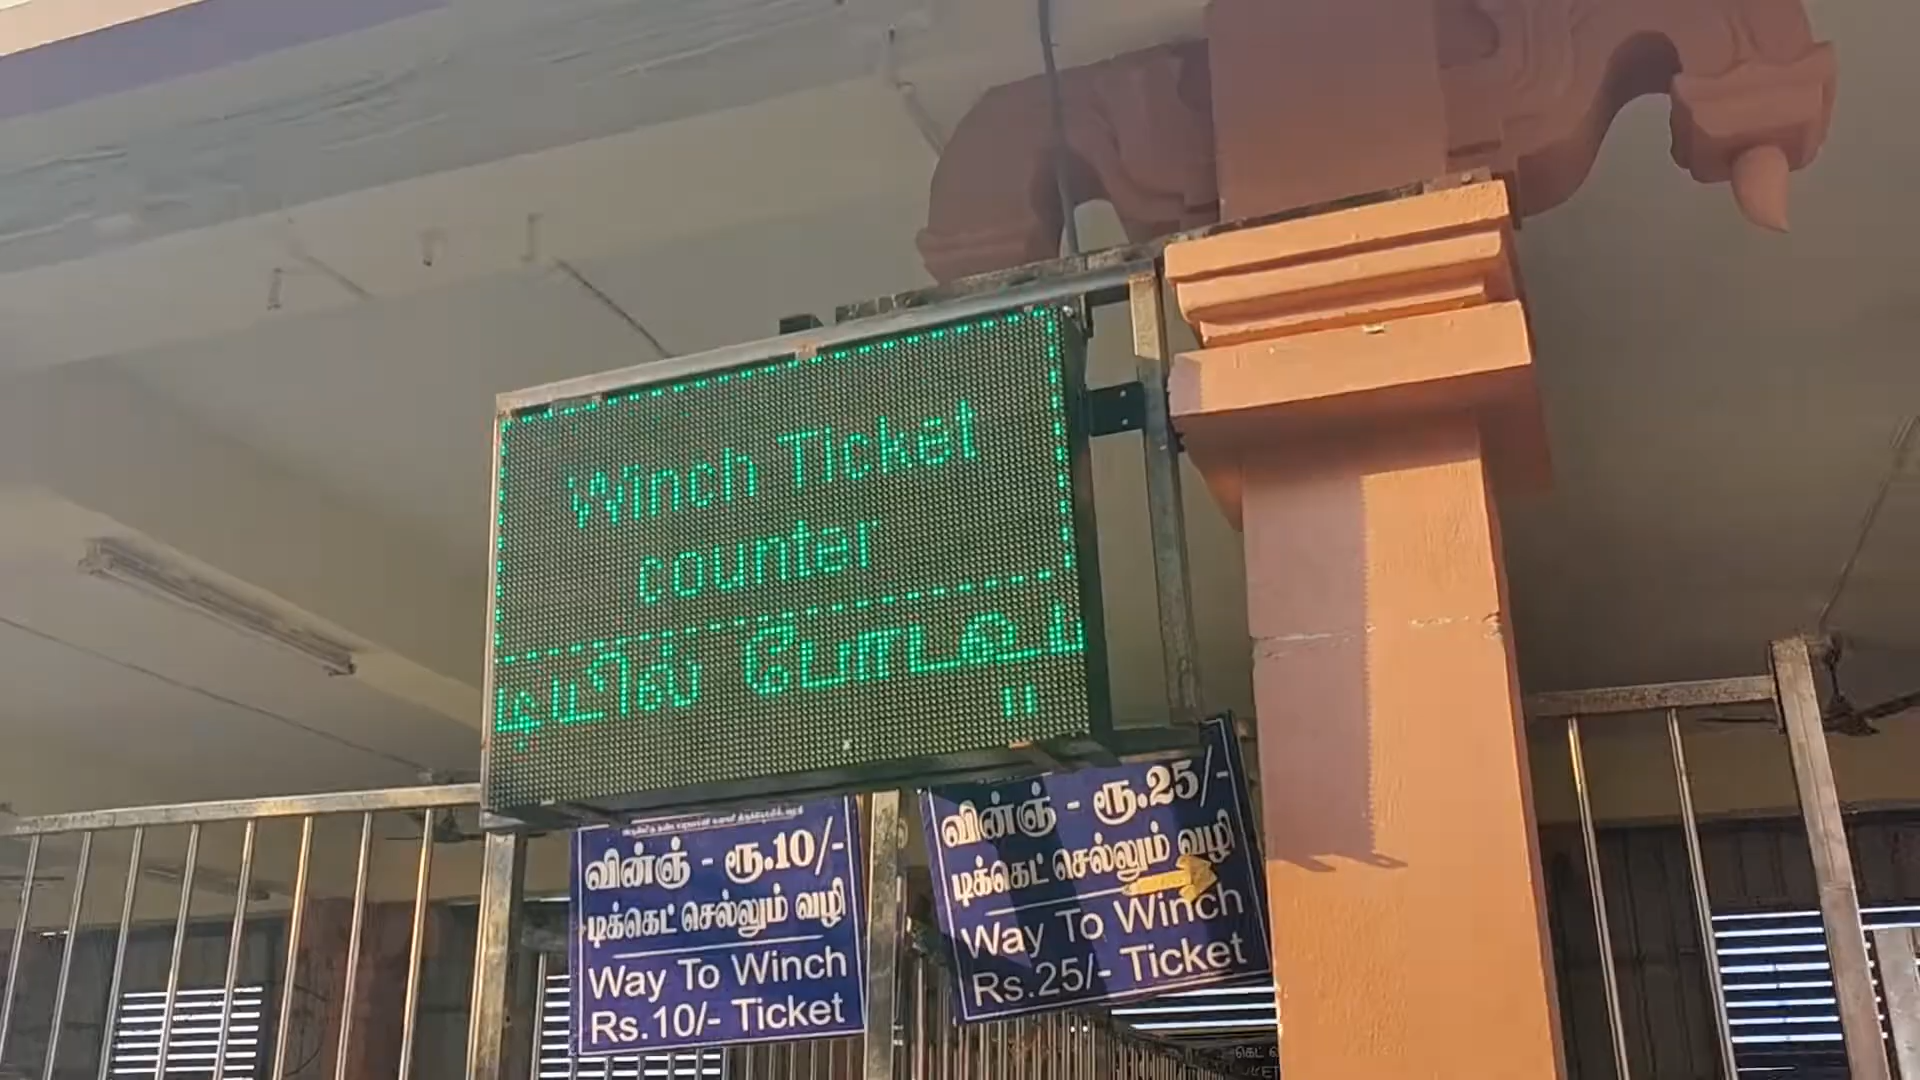 Winch Ticket
counter
வின்ஞ் - ரூ.10/-
டிக்கெட் செல்லும் வழி
Way To Winch
Rs.10/- Ticket
வின்ஞ் - ரூ.25/-
டிக்கெட் செல்லும் வழி
Way To Winch
Rs.25/- Ticket